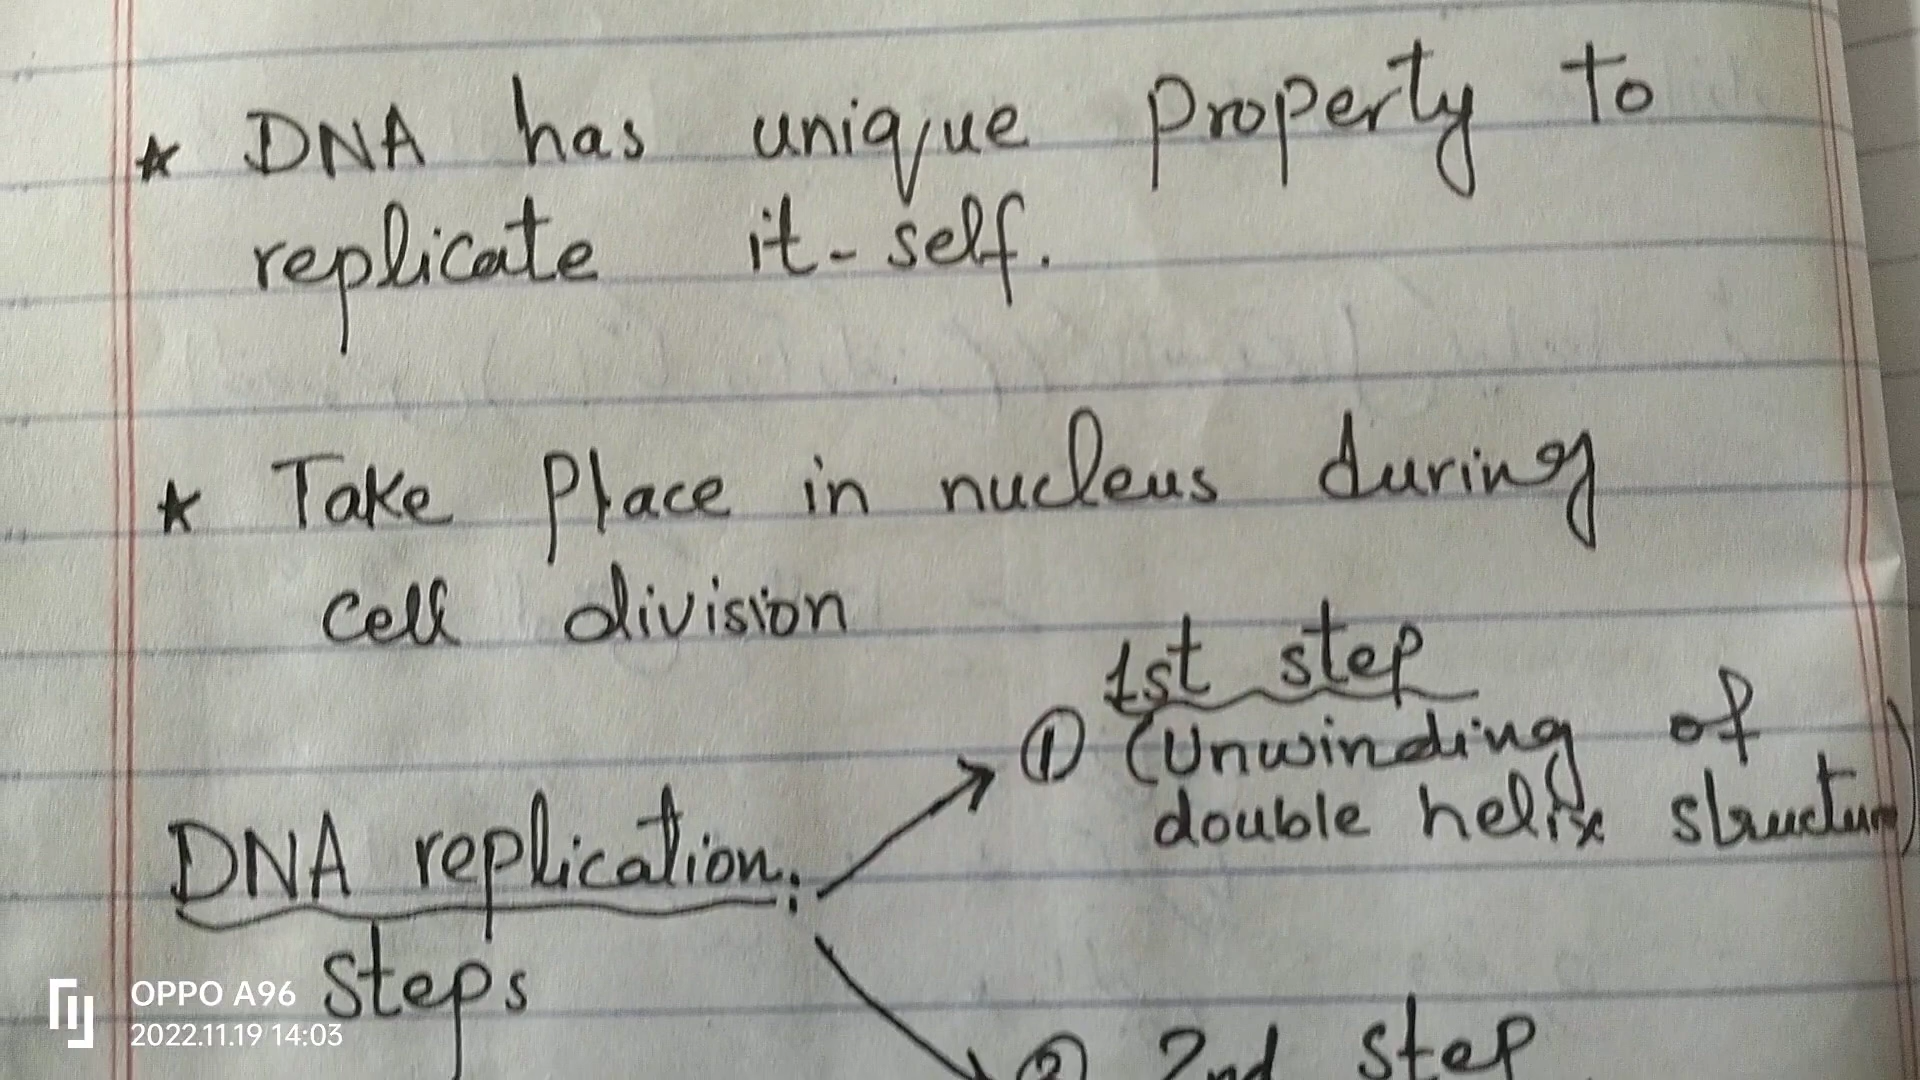 ★ DNA has unique Property to
replicate it-self.
★ Take Place in nucleus during
cell division
1st step
① (Unwinding of
double helix structure)
DNA replication:
steps
② 2nd step
OPPO A96
2022.11.19 14:03